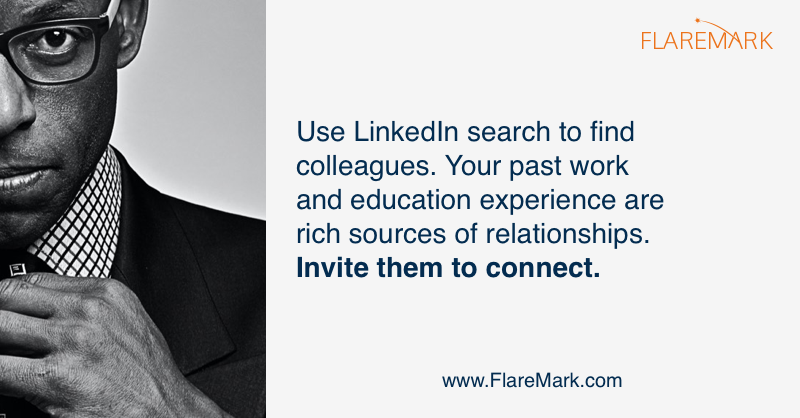 FLAREMARK
Use LinkedIn search to find
colleagues. Your past work
and education experience are
rich sources of relationships.
Invite them to connect.
www.FlareMark.com